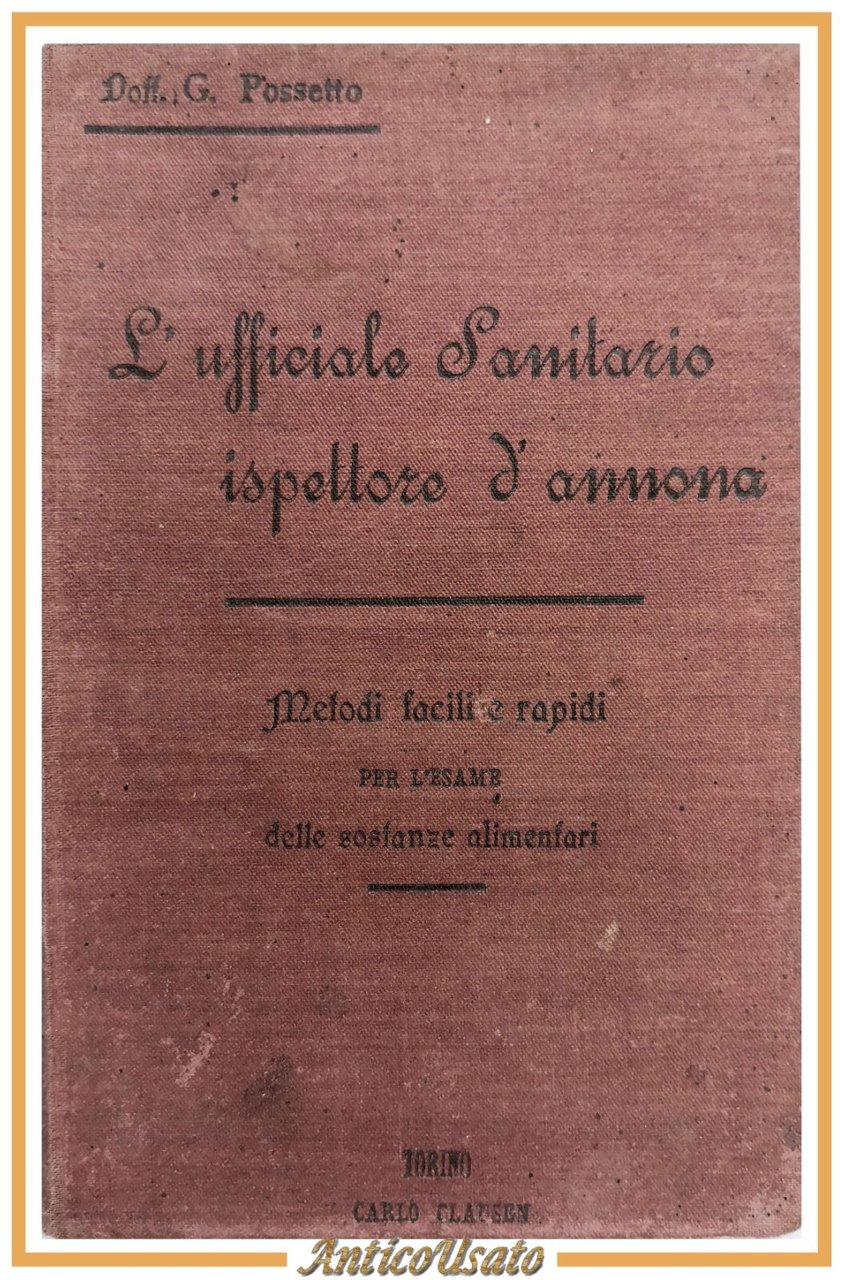 Dott. G. Possetto
L' ufficiale Sanitario
ispettore d' annona
Metodi facili e rapidi
PER L'ESAME
delle sostanze alimentari
TORINO
CARLO CLAUSEN
AnticoUsato